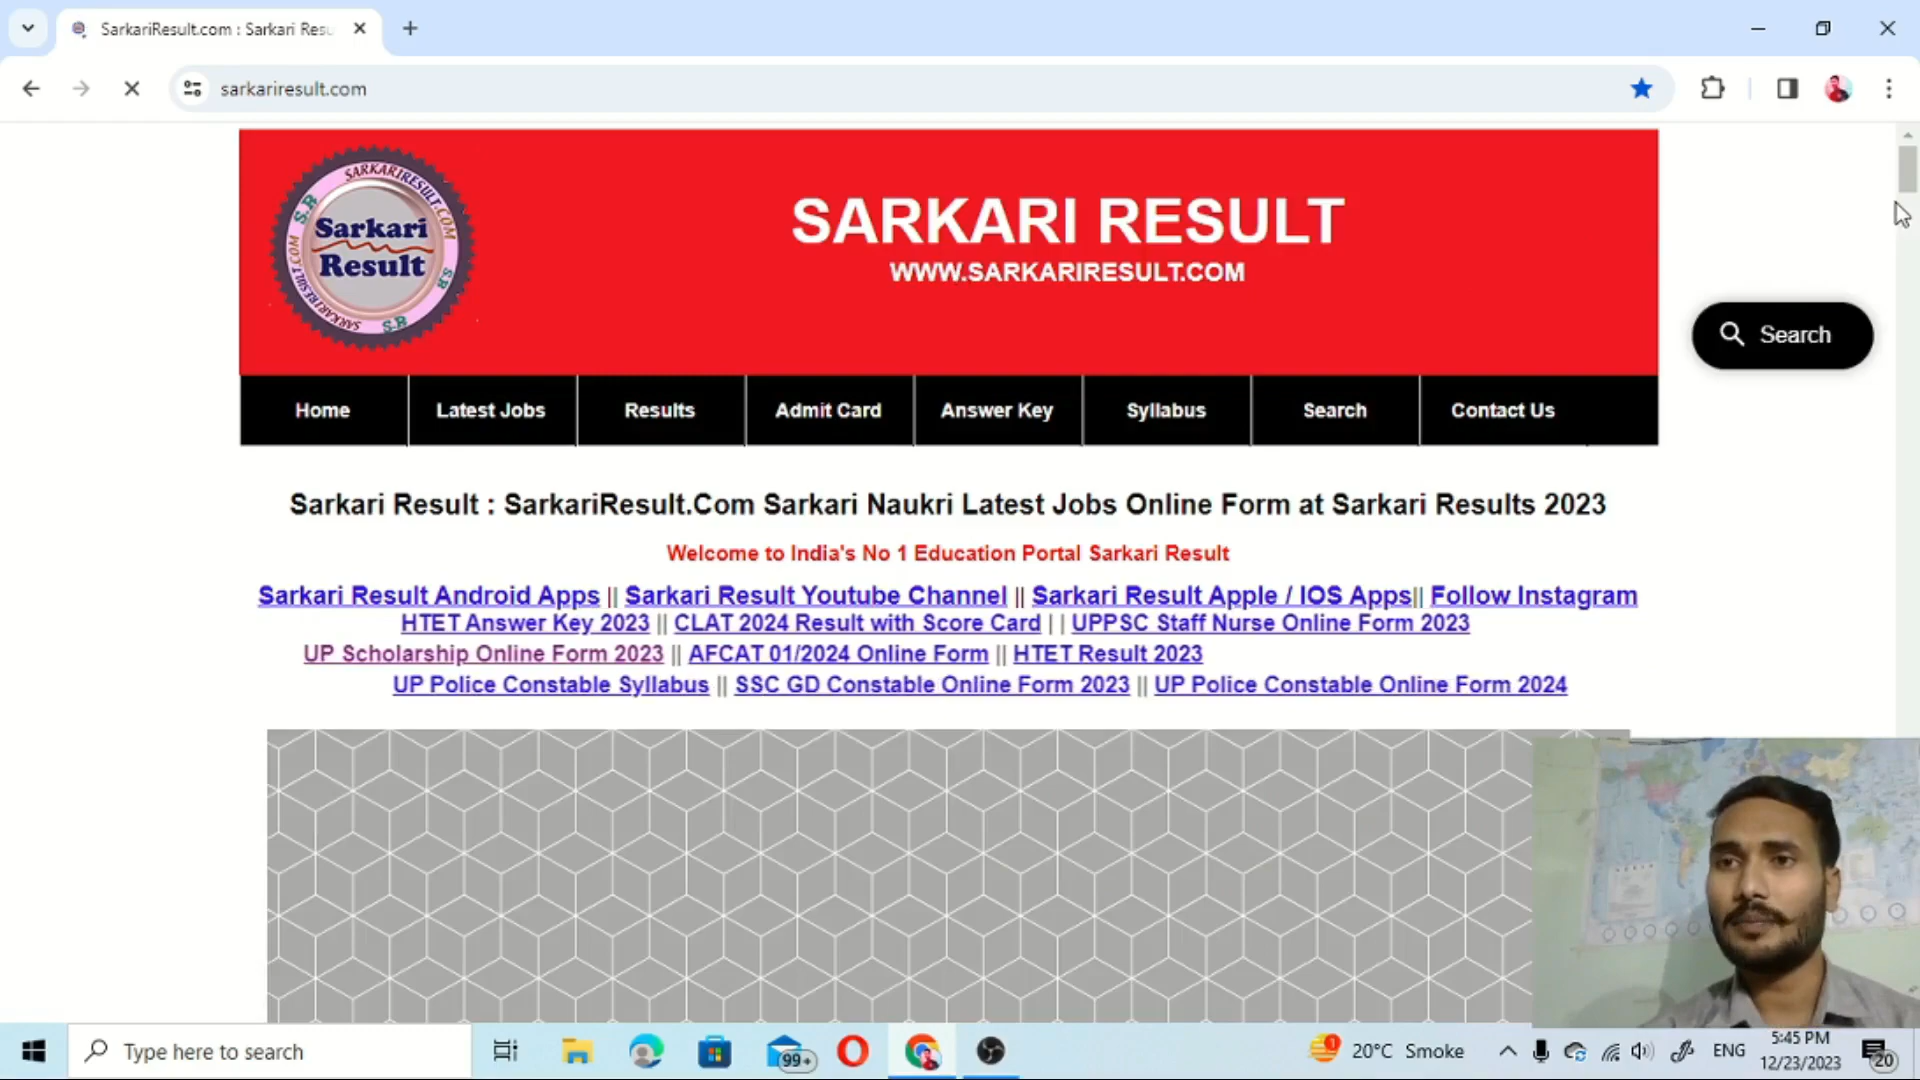 SarkariResult.com : Sarkari Resu
sarkariresult.com
SARKARIRESULT.COM
S.R
Sarkari
Result
SARKARIRESULT.COM
S.R
S.R
SARKARI RESULT
WWW.SARKARIRESULT.COM
Search
Home Latest Jobs Results Admit Card Answer Key Syllabus Search Contact Us
Sarkari Result : SarkariResult.Com Sarkari Naukri Latest Jobs Online Form at Sarkari Results 2023
Welcome to India's No 1 Education Portal Sarkari Result
Sarkari Result Android Apps || Sarkari Result Youtube Channel || Sarkari Result Apple / IOS Apps|| Follow Instagram
HTET Answer Key 2023 || CLAT 2024 Result with Score Card | | UPPSC Staff Nurse Online Form 2023
UP Scholarship Online Form 2023 || AFCAT 01/2024 Online Form || HTET Result 2023
UP Police Constable Syllabus || SSC GD Constable Online Form 2023 || UP Police Constable Online Form 2024
Type here to search
99+
1
20°C Smoke
ENG
5:45 PM
12/23/2023
20